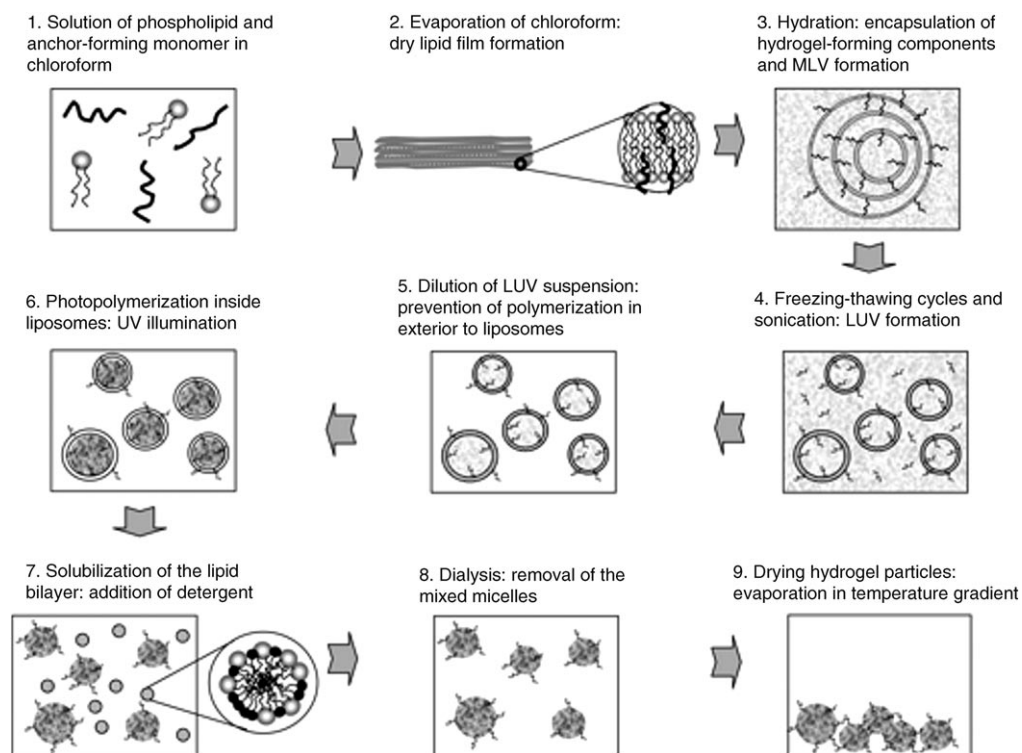 1. Solution of phospholipid and
anchor-forming monomer in
chloroform
2. Evaporation of chloroform:
dry lipid film formation
3. Hydration: encapsulation of
hydrogel-forming components
and MLV formation
6. Photopolymerization inside
liposomes: UV illumination
5. Dilution of LUV suspension:
prevention of polymerization in
exterior to liposomes
4. Freezing-thawing cycles and
sonication: LUV formation
7. Solubilization of the lipid
bilayer: addition of detergent
8. Dialysis: removal of the
mixed micelles
9. Drying hydrogel particles:
evaporation in temperature gradient